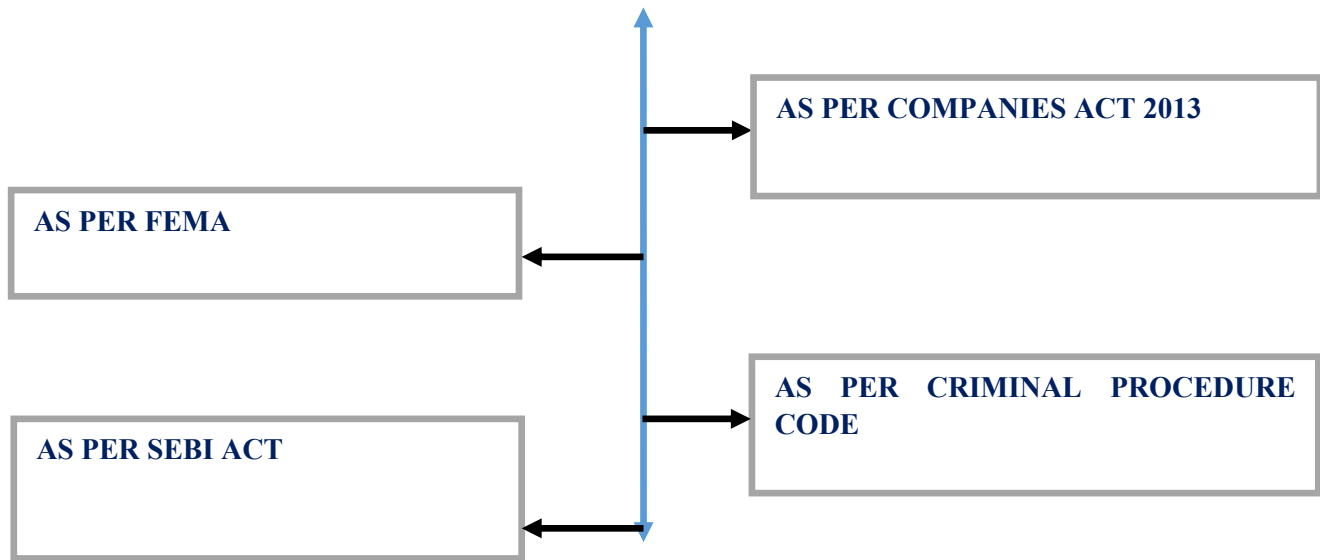 AS PER COMPANIES ACT 2013
AS PER FEMA
AS PER CRIMINAL PROCEDURE
CODE
AS PER SEBI ACT